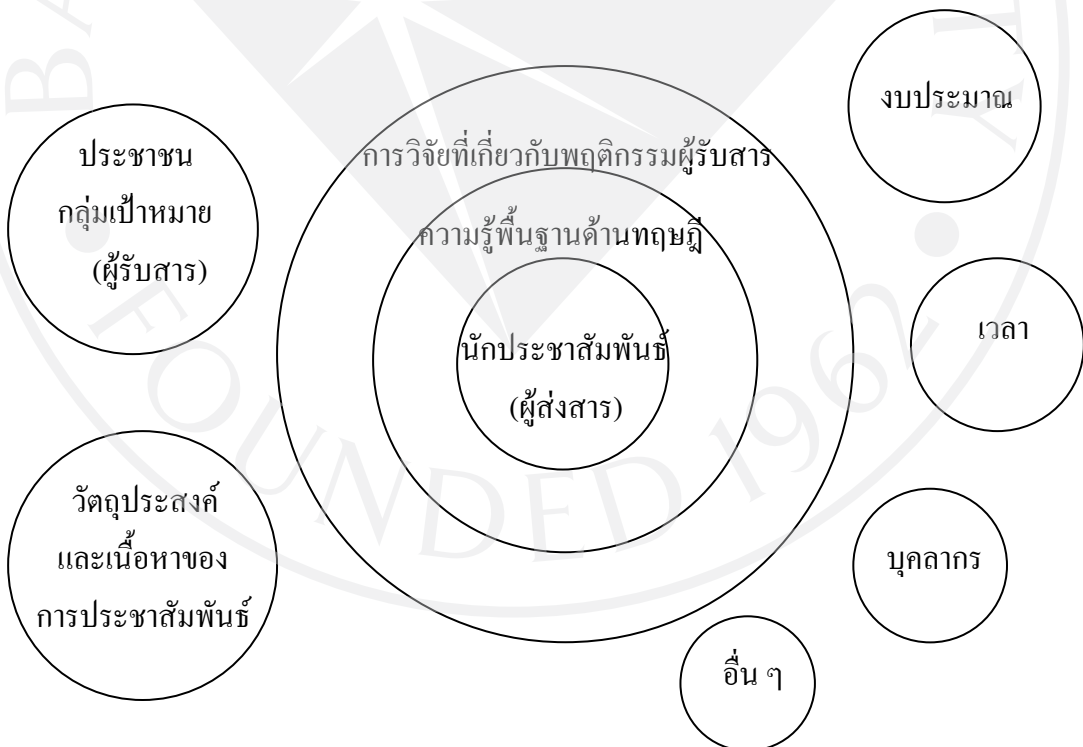 งบประมาณ
ประชาชน
กลุ่มเป้าหมาย
(ผู้รับสาร)
การวิจัยที่เกี่ยวกับพฤติกรรมผู้รับสาร
ความรู้พื้นฐานด้านทฤษฎี
นักประชาสัมพันธ์
(ผู้ส่งสาร)
เวลา
วัตถุประสงค์
และเนื้อหาของ
การประชาสัมพันธ์
บุคลากร
อื่น ๆ
FOUNDED 1962